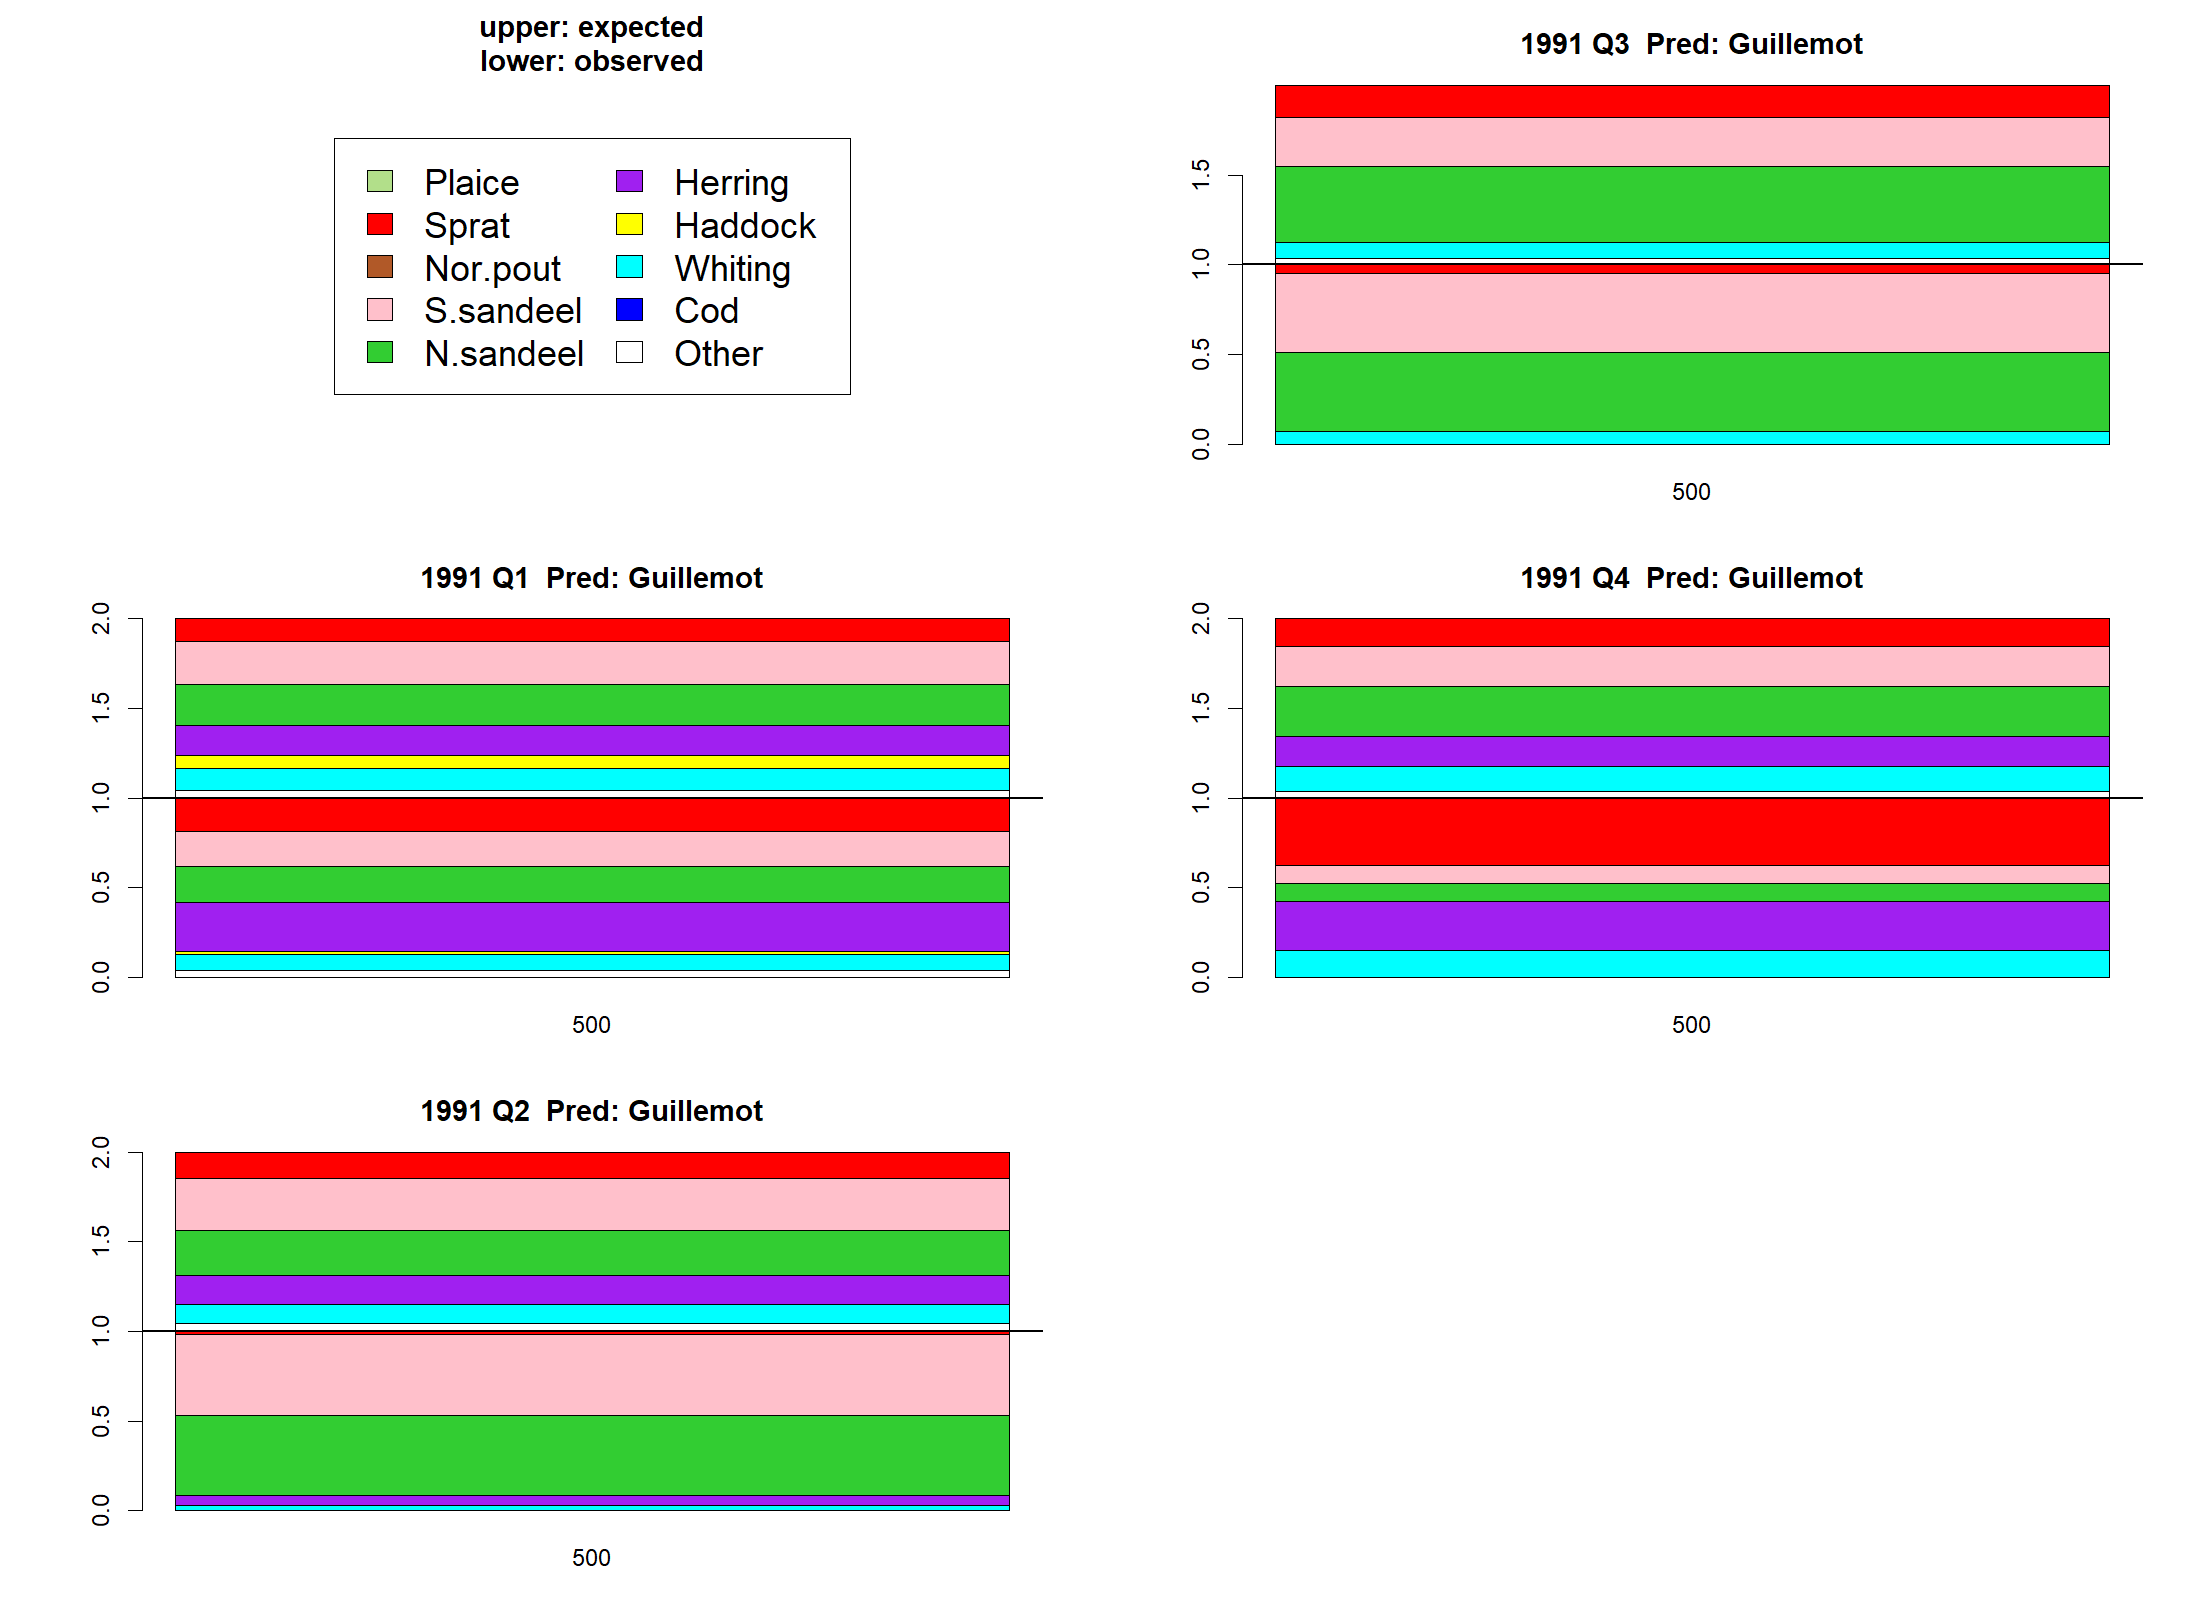 upper: expected
lower: observed
Plaice
Sprat
Nor.pout
S.sandeel
N.sandeel
Herring
Haddock
Whiting
Cod
Other
1991 Q3  Pred: Guillemot
1.5
1.0
0.5
0.0
500
1991 Q1  Pred: Guillemot
2.0
1.5
1.0
0.5
0.0
500
1991 Q4  Pred: Guillemot
2.0
1.5
1.0
0.5
0.0
500
1991 Q2  Pred: Guillemot
2.0
1.5
1.0
0.5
0.0
500